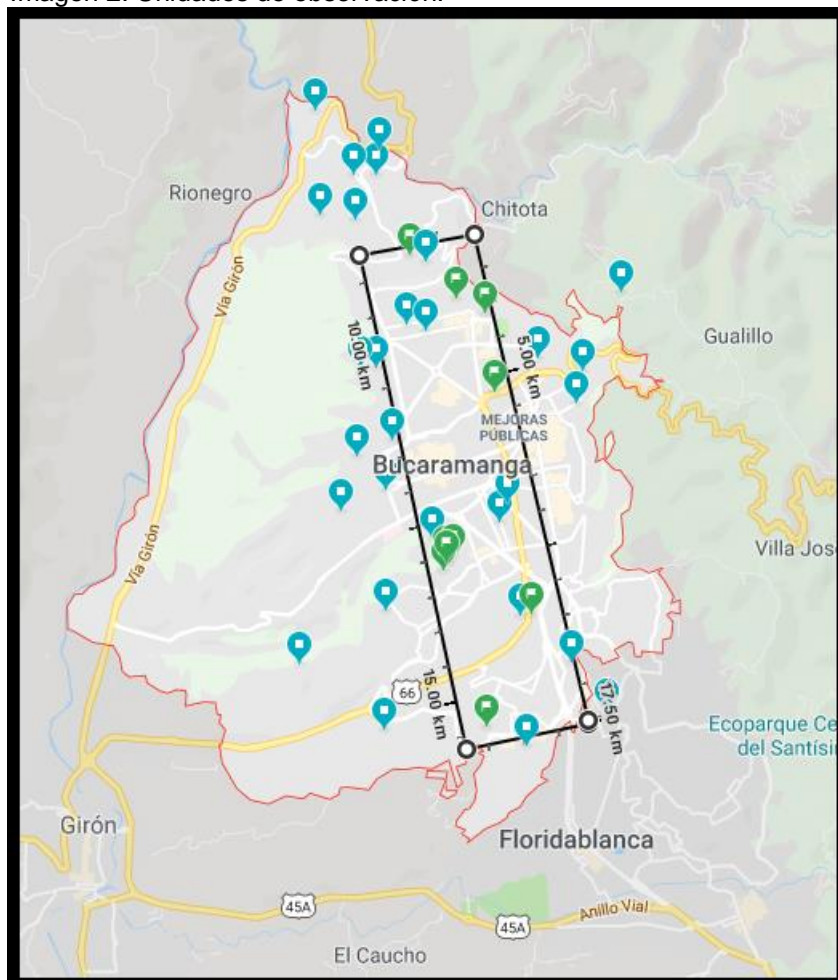 Imagen 2. Unidades de observación.
Rionegro
Chitota
Vía Girón
Gualillo
10.00 km
5.00 km
MEJORAS
PÚBLICAS
Bucaramanga
Vía Girón
Villa Jos
15.00 km
66
17.50 km
Ecoparque Ce
del Santísi
Girón
Floridablanca
45A
45A
Anillo Vial
El Caucho